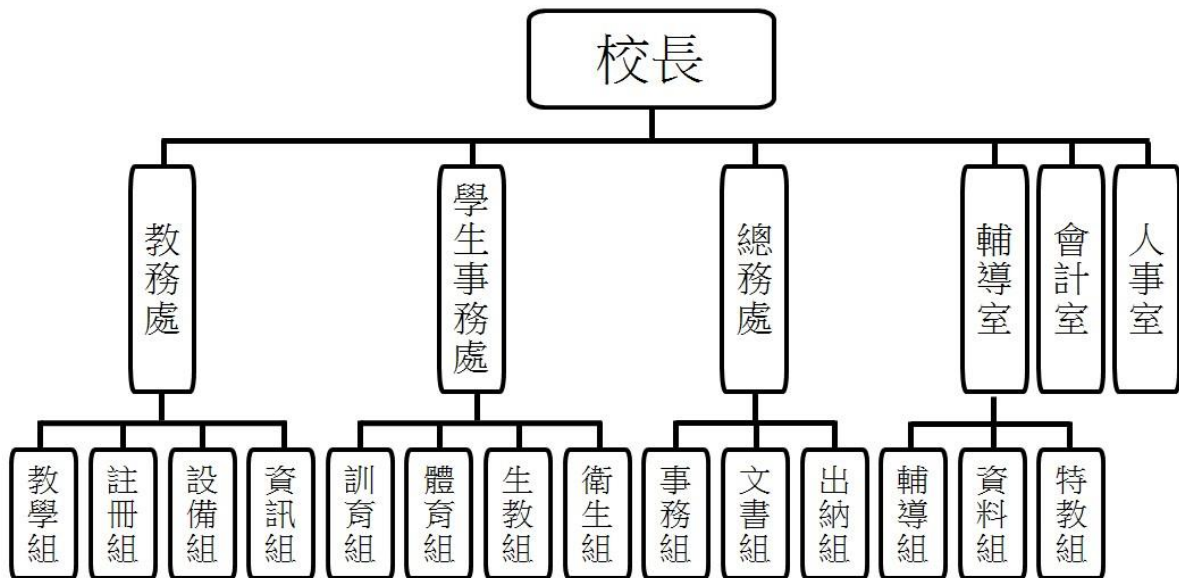 校長
教務處
學生事務處
總務處
輔導室
會計室
人事室
教學組
註冊組
設備組
資訊組
訓育組
體育組
生教組
衛生組
事務組
文書組
出納組
輔導組
資料組
特教組